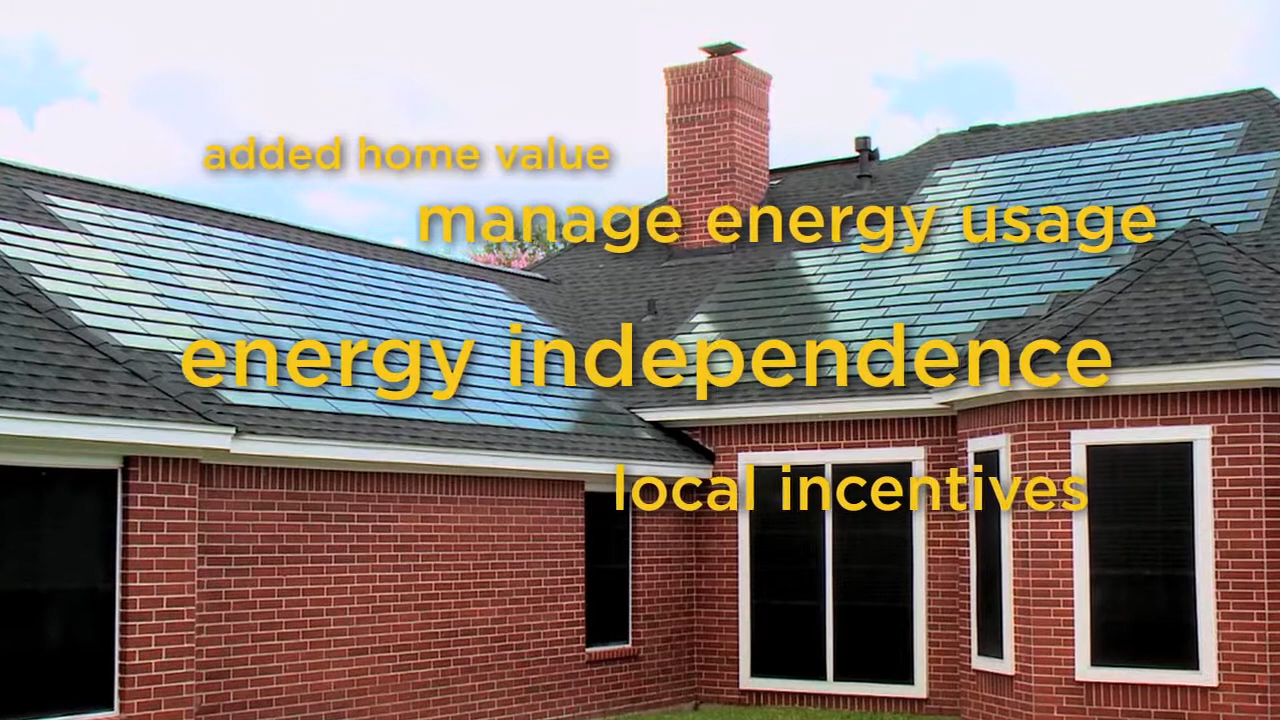 added home value
manage energy usage
energy independence
local incentives